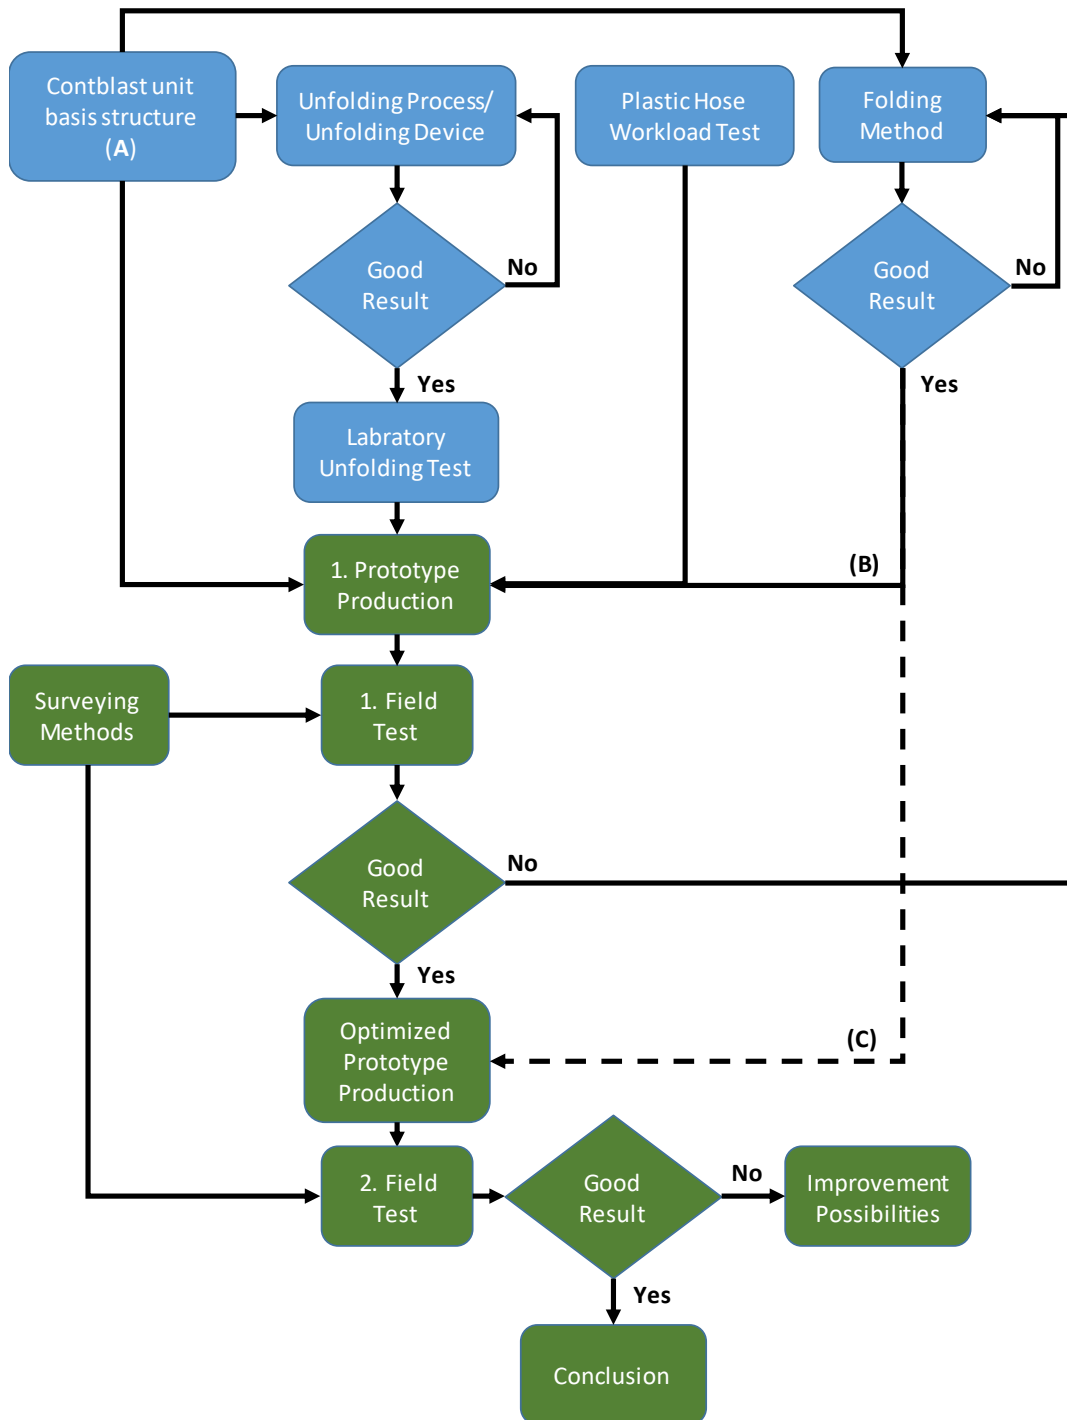 Contblast unit
basis structure
(A)
Unfolding Process/
Unfolding Device
Plastic Hose
Workload Test
Folding
Method
Good
Result
No
Good
Result
No
Yes
Yes
Labratory
Unfolding Test
1. Prototype
Production
(B)
Surveying
Methods
1. Field
Test
Good
Result
No
Yes
Optimized
Prototype
Production
(C)
2. Field
Test
Good
Result
No
Improvement
Possibilities
Yes
Conclusion